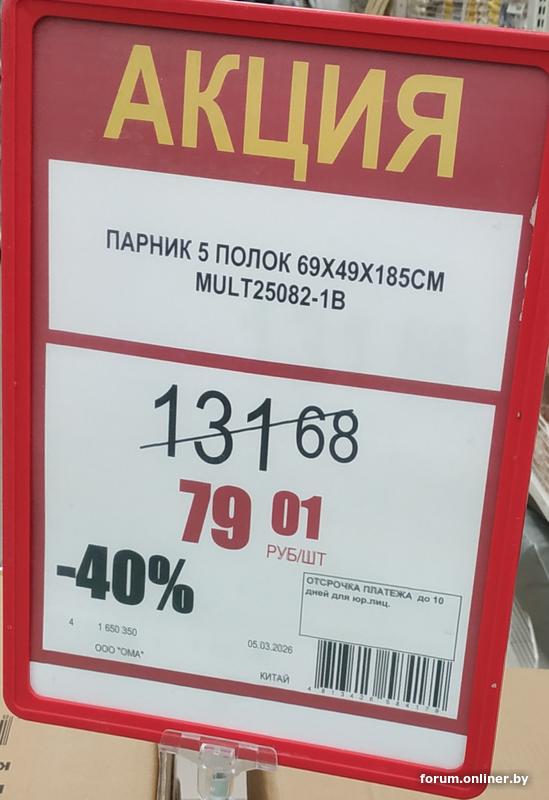 АКЦИЯ
ПАРНИК 5 ПОЛОК 69Х49Х185СМ
MULT25082-1B
131 68
79 01
РУБ/ШТ
-40%
ОТСРОЧКА ПЛАТЕЖА до 10
дней для юр.лиц.
4 1 650 350
ООО "ОМА"
05.03.2026
КИТАЙ
forum.onliner.by